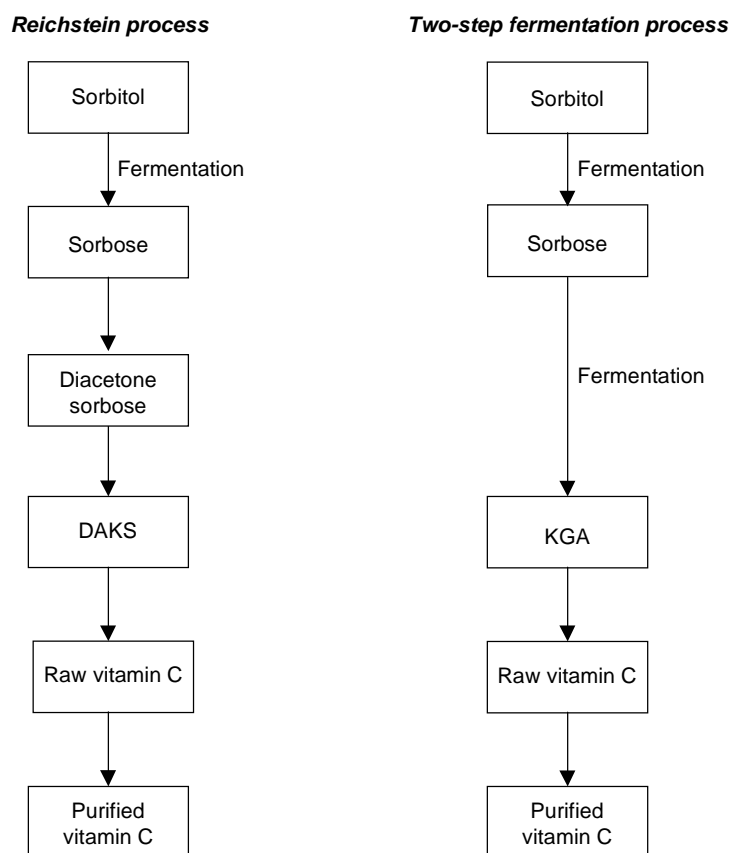 Reichstein process
Sorbitol
Fermentation
Sorbose
Diacetone
sorbose
DAKS
Raw vitamin C
Purified
vitamin C
Two-step fermentation process
Sorbitol
Fermentation
Sorbose
Fermentation
KGA
Raw vitamin C
Purified
vitamin C